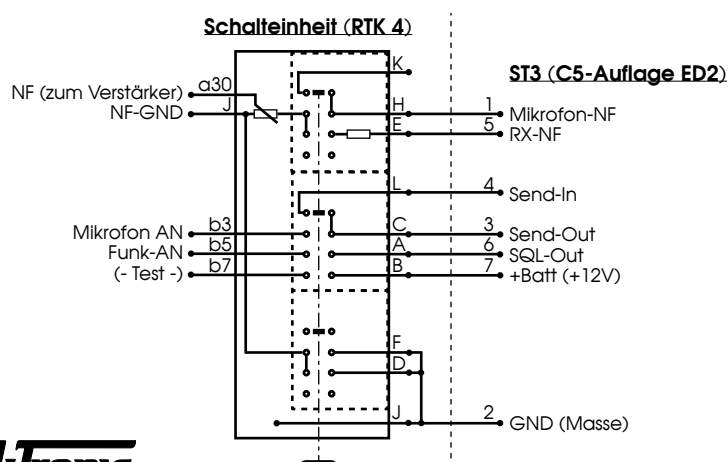 Schalteinheit (RTK 4)
ST3 (C5-Auflage ED2)
K
NF (zum Verstärker) a30
NF-GND J
H 1 Mikrofon-NF
E 5 RX-NF
L 4 Send-In
Mikrofon AN b3 C 3 Send-Out
Funk-AN b5 A 6 SQL-Out
(- Test -) b7 B 7 +Batt (+12V)
F
D
J 2 GND (Masse)